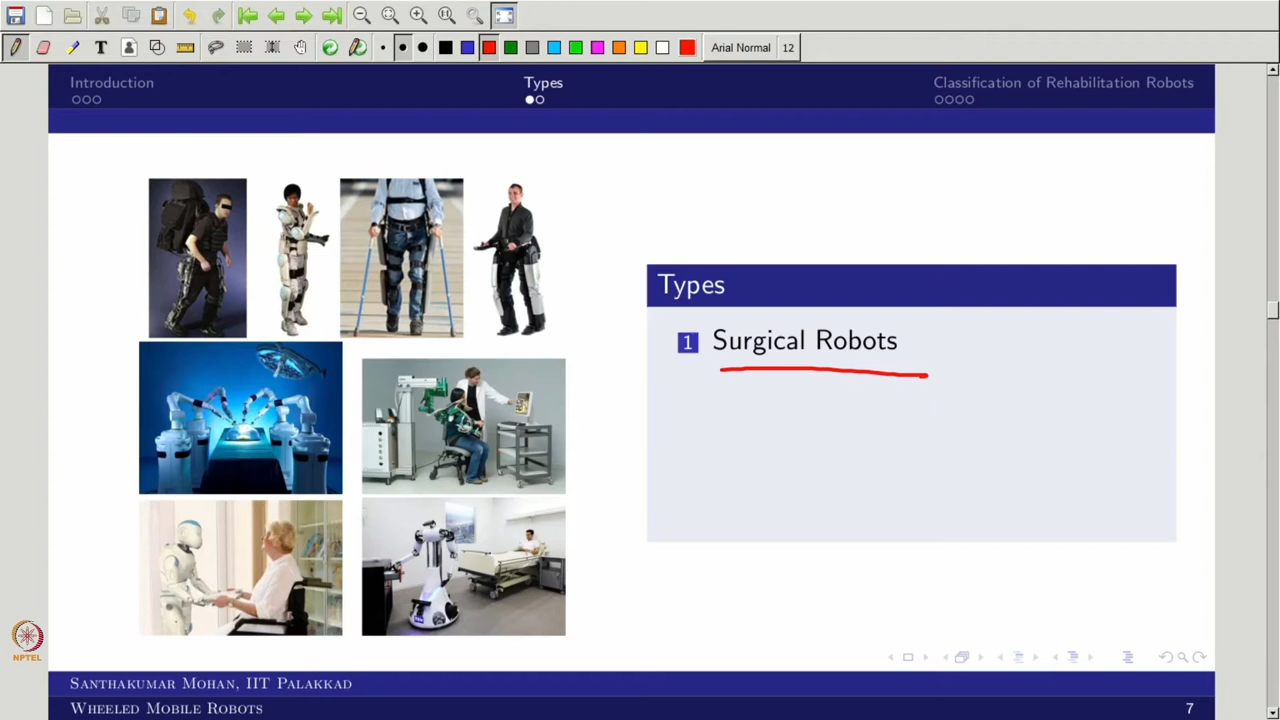 Arial Normal 12
Introduction Types Classification of Rehabilitation Robots
Types
1 Surgical Robots
NPTEL
Santhakumar Mohan, IIT Palakkad
Wheeled Mobile Robots 7